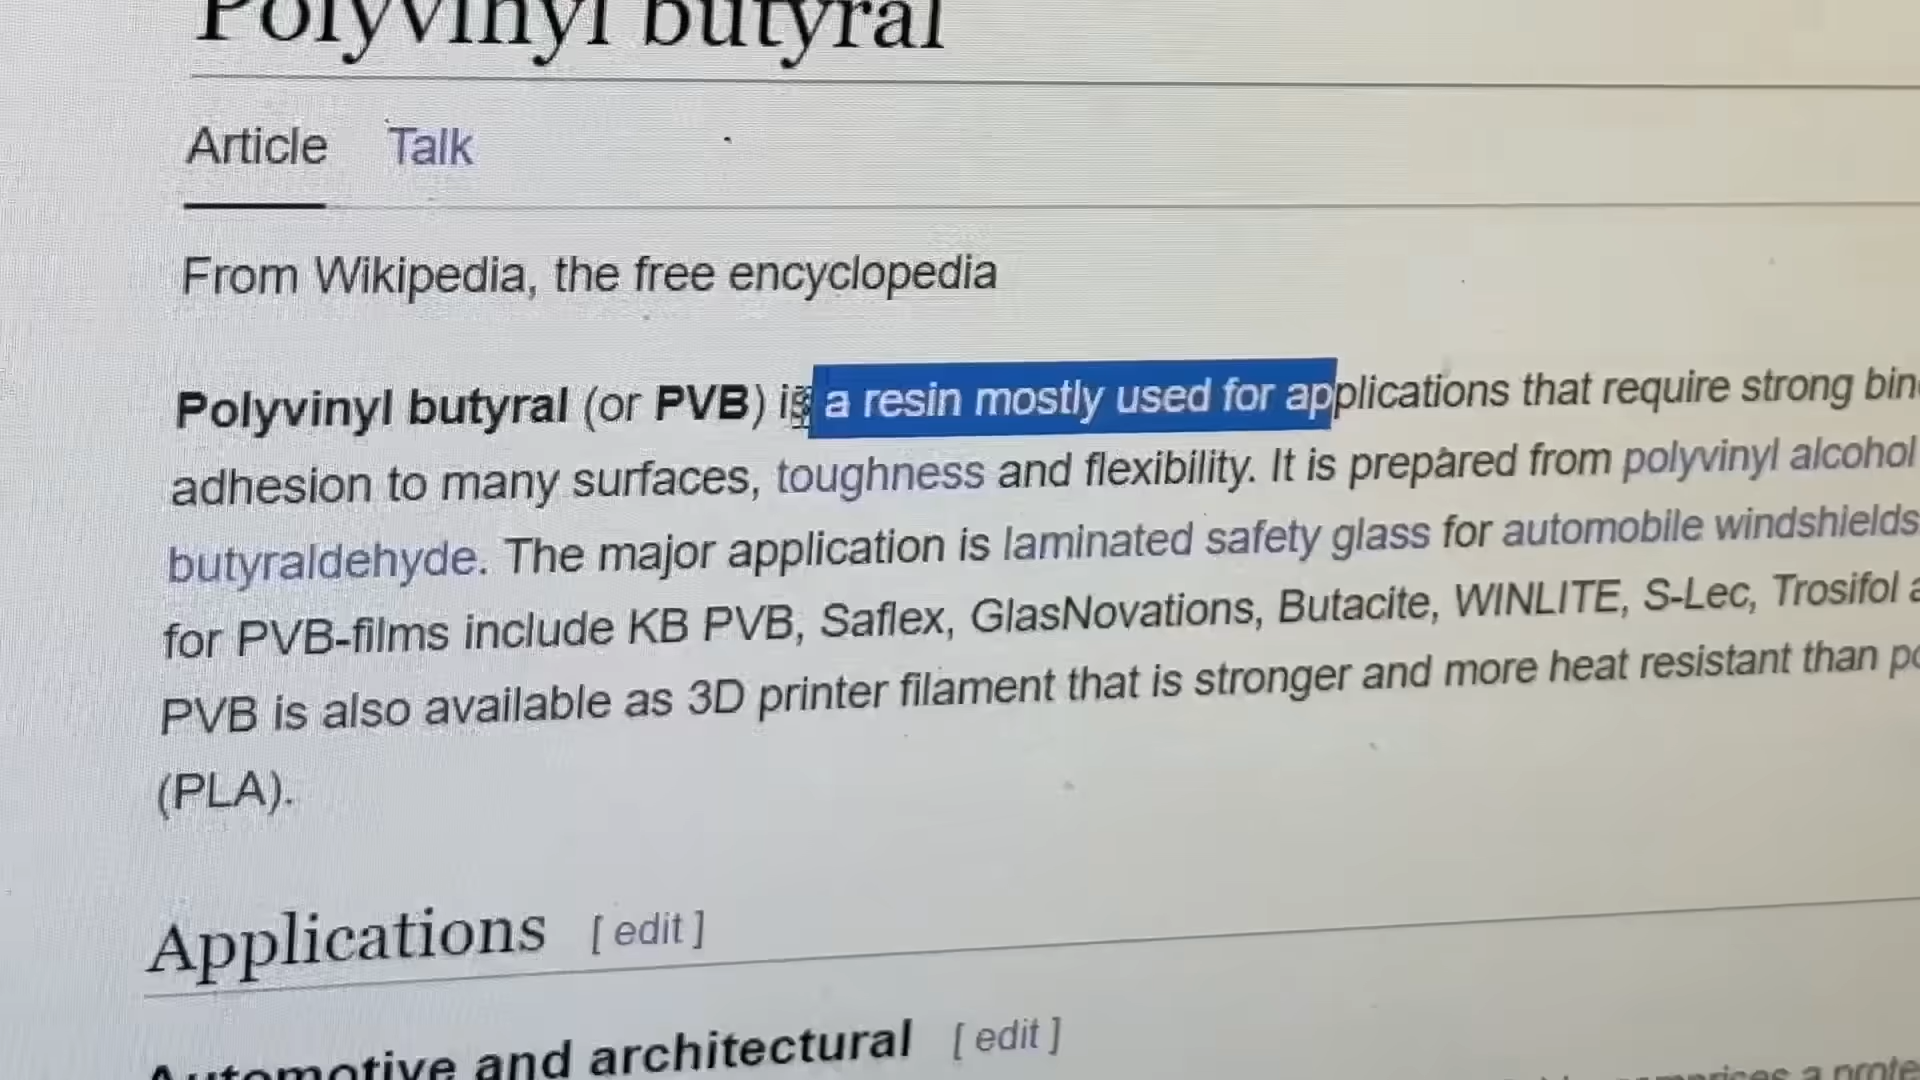 Polyvinyl butyral
Article Talk
From Wikipedia, the free encyclopedia
Polyvinyl butyral (or PVB) is a resin mostly used for applications that require strong
adhesion to many surfaces, toughness and flexibility. It is prepared from polyvinyl alcohol
butyraldehyde. The major application is laminated safety glass for automobile windshields
for PVB-films include KB PVB, Saflex, GlasNovations, Butacite, WINLITE, S-Lec, Trosifol
PVB is also available as 3D printer filament that is stronger and more heat resistant than
(PLA).
Applications [ edit ]
Automotive and architectural [ edit ]